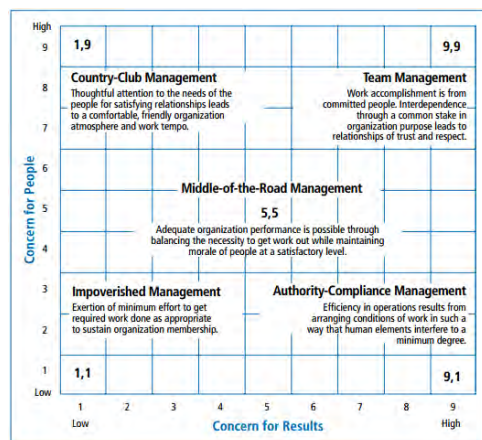 High
9
1,9
9,9
Country-Club Management
Thoughtful attention to the needs of the
people for satisfying relationships leads
to a comfortable, friendly organization
atmosphere and work tempo.
Team Management
Work accomplishment is from
committed people. Interdependence
through a common stake in
organization purpose leads to
relationships of trust and respect.
8
7
6
Concern for People
Middle-of-the-Road Management
5,5
Adequate organization performance is possible through
balancing the necessity to get work out while maintaining
morale of people at a satisfactory level.
5
4
3
Impoverished Management
Exertion of minimum effort to get
required work done as appropriate
to sustain organization membership.
Authority-Compliance Management
Efficiency in operations results from
arranging conditions of work in such a
way that human elements interfere to a
minimum degree.
2
1
Low
1,1
9,1
1 2 3 4 5 6 7 8 9
Low High
Concern for Results